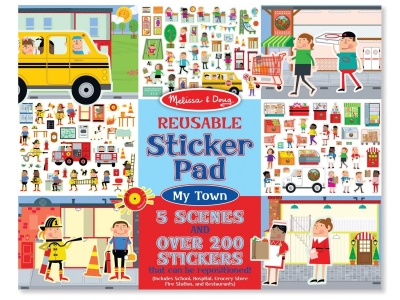 Melissa & Doug
REUSABLE
Sticker
Pad
My Town
5 SCENES
AND
OVER 200
STICKERS
that can be repositioned!
(Includes School, Hospital, Grocery Store
Fire Station, and Restaurants)